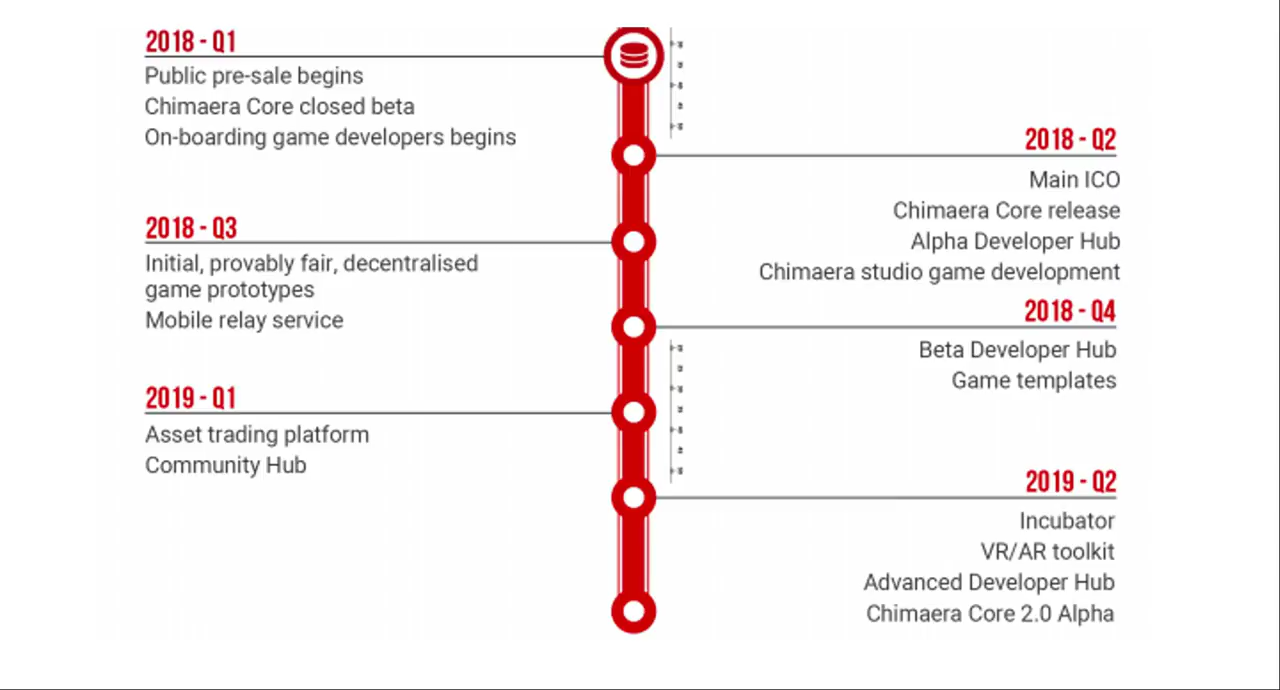 2018 - Q1
Public pre-sale begins
Chimaera Core closed beta
On-boarding game developers begins
2018 - Q2
Main ICO
Chimaera Core release
Alpha Developer Hub
Chimaera studio game development
2018 - Q3
Initial, provably fair, decentralised
game prototypes
Mobile relay service
2018 - Q4
Beta Developer Hub
Game templates
2019 - Q1
Asset trading platform
Community Hub
2019 - Q2
Incubator
VR/AR toolkit
Advanced Developer Hub
Chimaera Core 2.0 Alpha